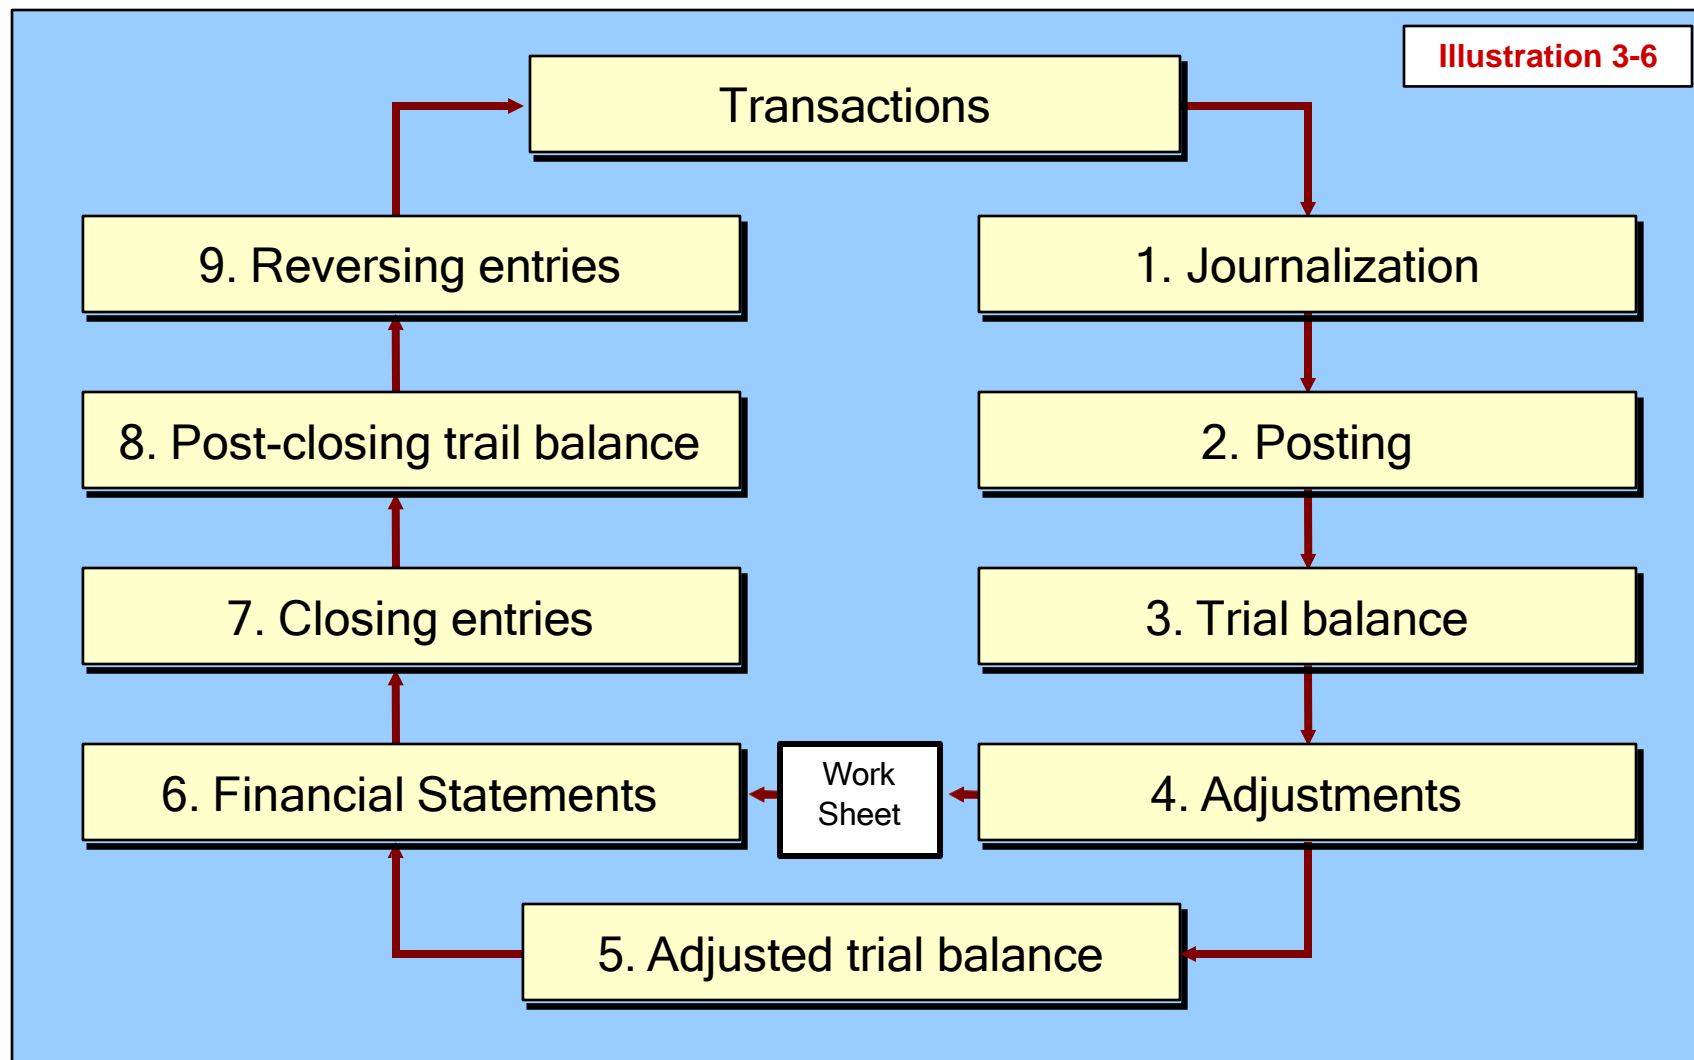 Illustration 3-6
Transactions
9. Reversing entries
1. Journalization
8. Post-closing trail balance
2. Posting
7. Closing entries
3. Trial balance
6. Financial Statements
Work
Sheet
4. Adjustments
5. Adjusted trial balance